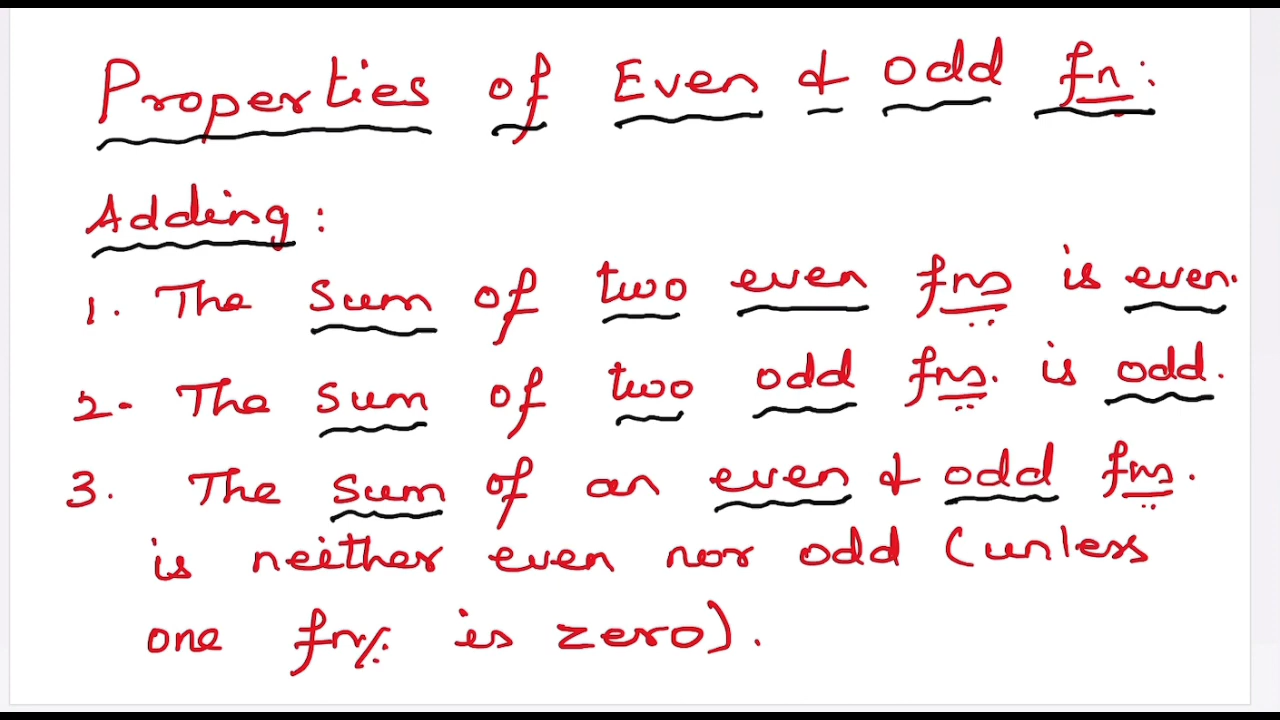 Properties of Even & odd fn:
Adding:
1. The sum of two even fns is even.
2. The sum of two odd fns. is odd.
3. The sum of an even & odd fns.
is neither even nor odd (unless
one fn is zero).